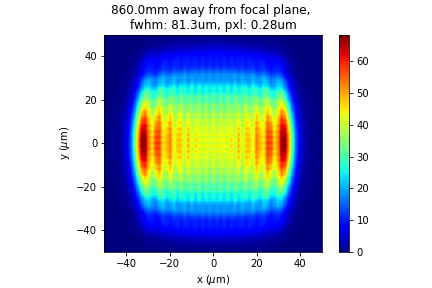 860.0mm away from focal plane,
fwhm: 81.3um, pxl: 0.28um
40
20
0
−20
−40
y (μm)
−40 −20 0 20 40
x (μm)
60
50
40
30
20
10
0